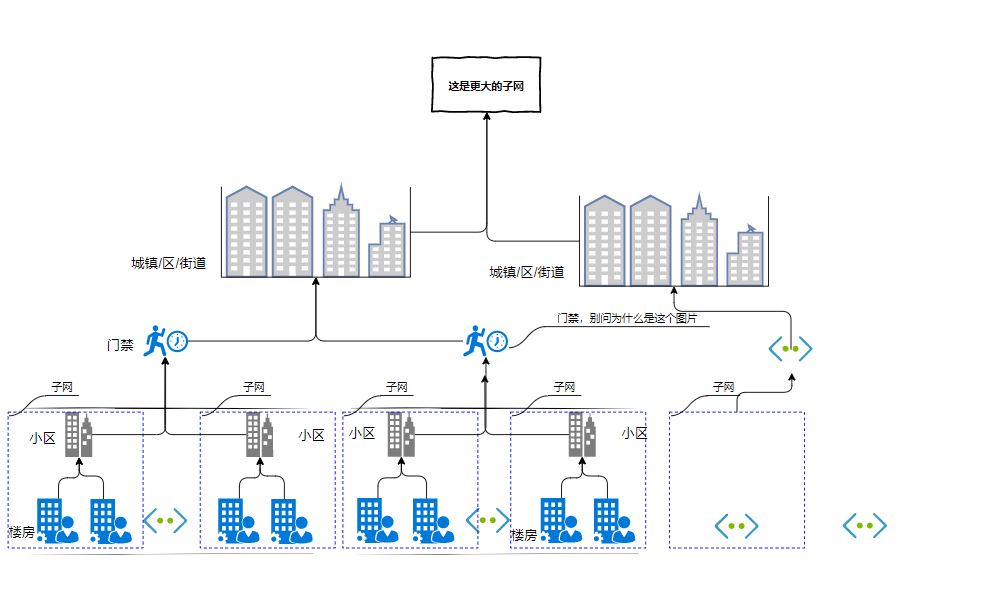 这是更大的子网
城镇/区/街道
城镇/区/街道
门禁，别问为什么是这个图片
门禁
子网
子网
子网
子网
子网
小区
小区
小区
小区
楼房
楼房